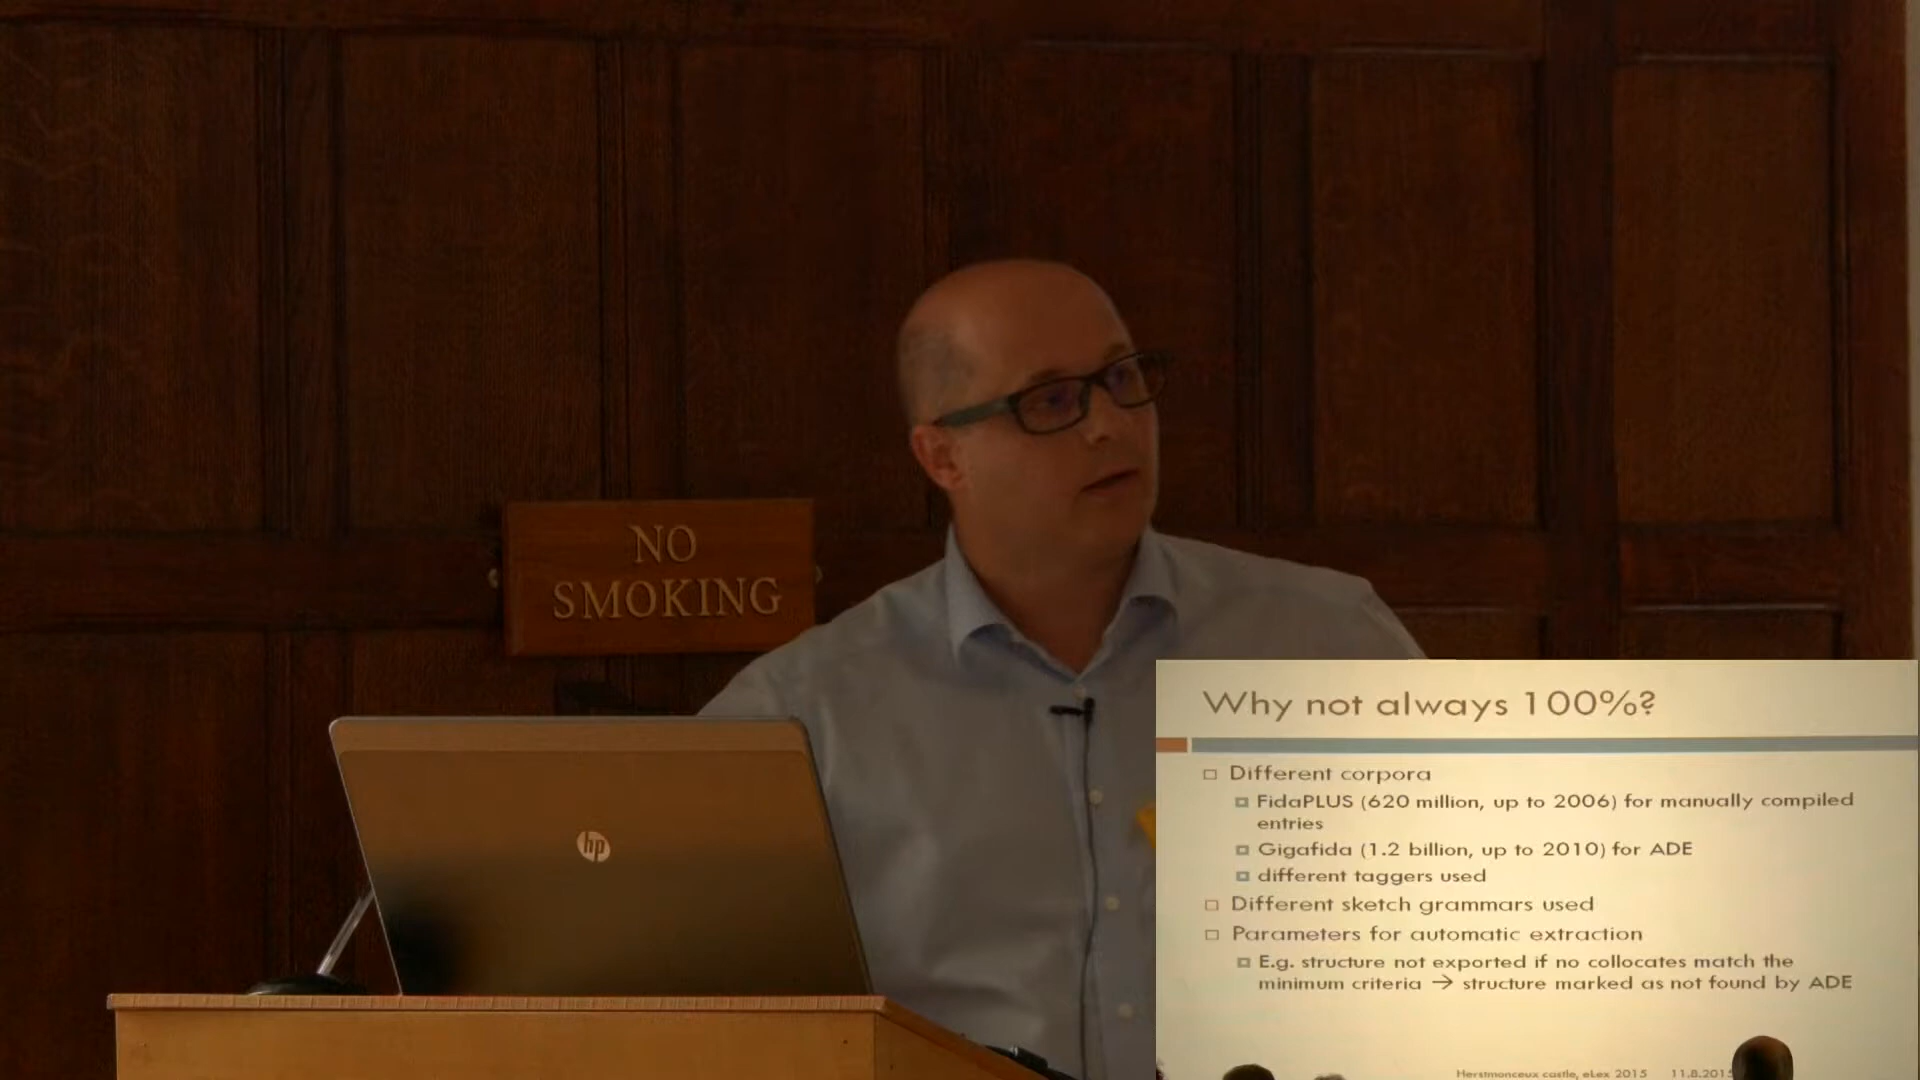 NO
SMOKING
hp
Why not always 100%?
Different corpora
FidaPLUS (620 million, up to 2006) for manually compiled
entries
Gigafida (1.2 billion, up to 2010) for ADE
different taggers used
Different sketch grammars used
Parameters for automatic extraction
E.g. structure not exported if no collocates match the
minimum criteria → structure marked as not found by ADE
Herstmonceux castle, eLex 2015 11.8.2015